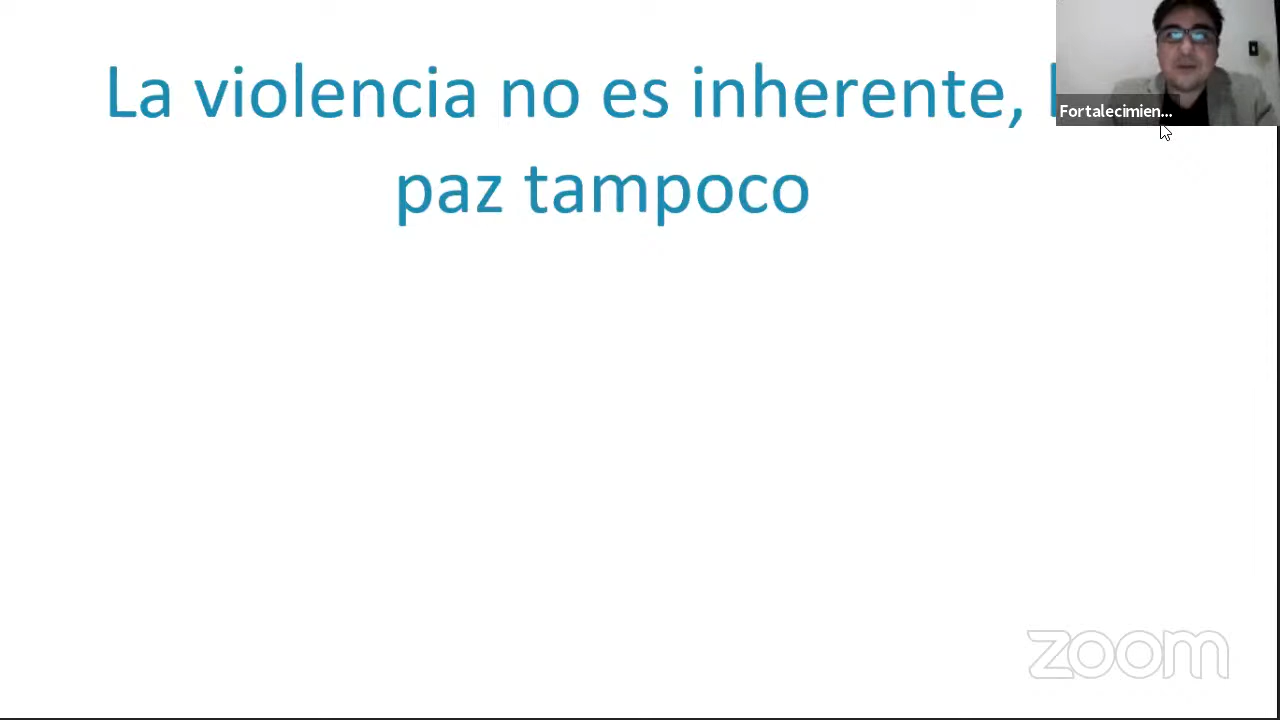 La violencia no es inherente,
paz tampoco
Fortalecimien...
zoom